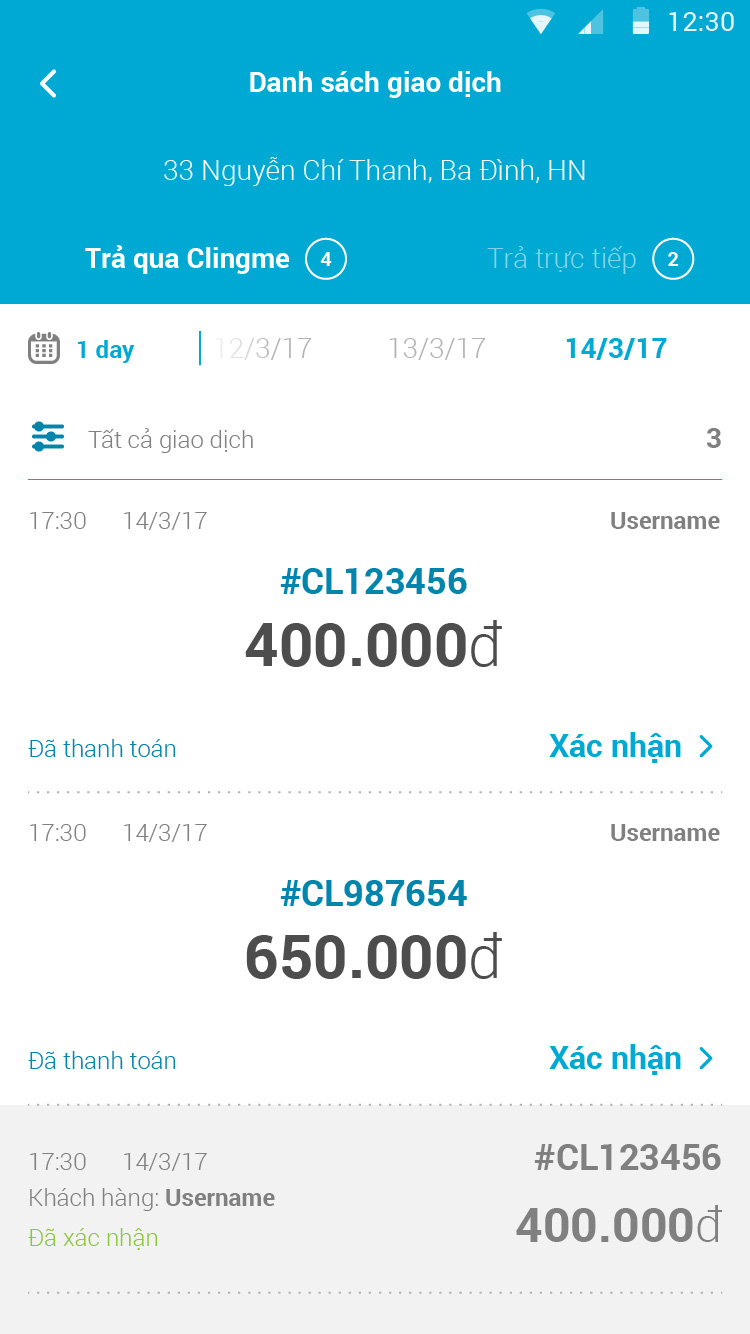 12:30
Danh sách giao dịch
33 Nguyễn Chí Thanh, Ba Đình, HN
Trả qua Clingme 4 Trả trực tiếp 2
1 day 12/3/17 13/3/17 14/3/17
Tất cả giao dịch 3
17:30 14/3/17 Username
#CL123456
400.000đ
Đã thanh toán Xác nhận
17:30 14/3/17 Username
#CL987654
650.000đ
Đã thanh toán Xác nhận
17:30 14/3/17 #CL123456
Khách hàng: Username
400.000đ
Đã xác nhận